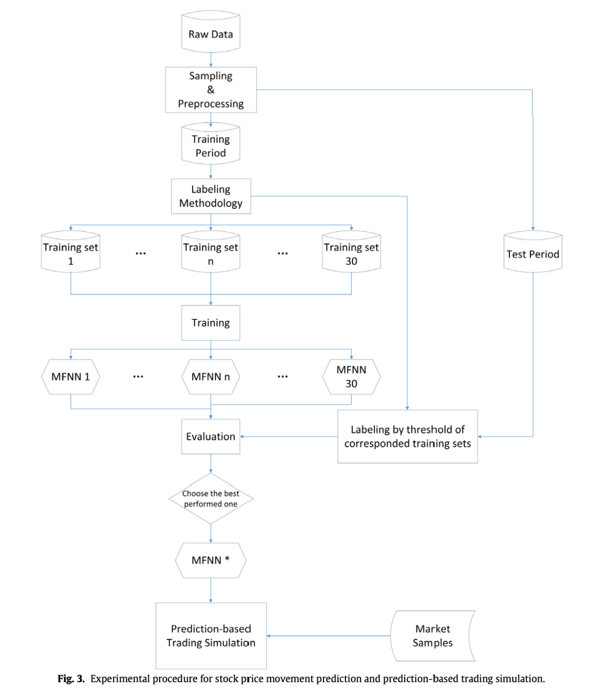 Raw Data
Sampling
&
Preprocessing
Training
Period
Labeling
Methodology
Training set
1
...
Training set
n
...
Training set
30
Test Period
Training
MFNN 1
...
MFNN n
...
MFNN
30
Evaluation
Labeling by threshold of
corresponded training sets
Choose the best
performed one
MFNN *
Prediction-based
Trading Simulation
Market
Samples
Fig. 3. Experimental procedure for stock price movement prediction and prediction-based trading simulation.